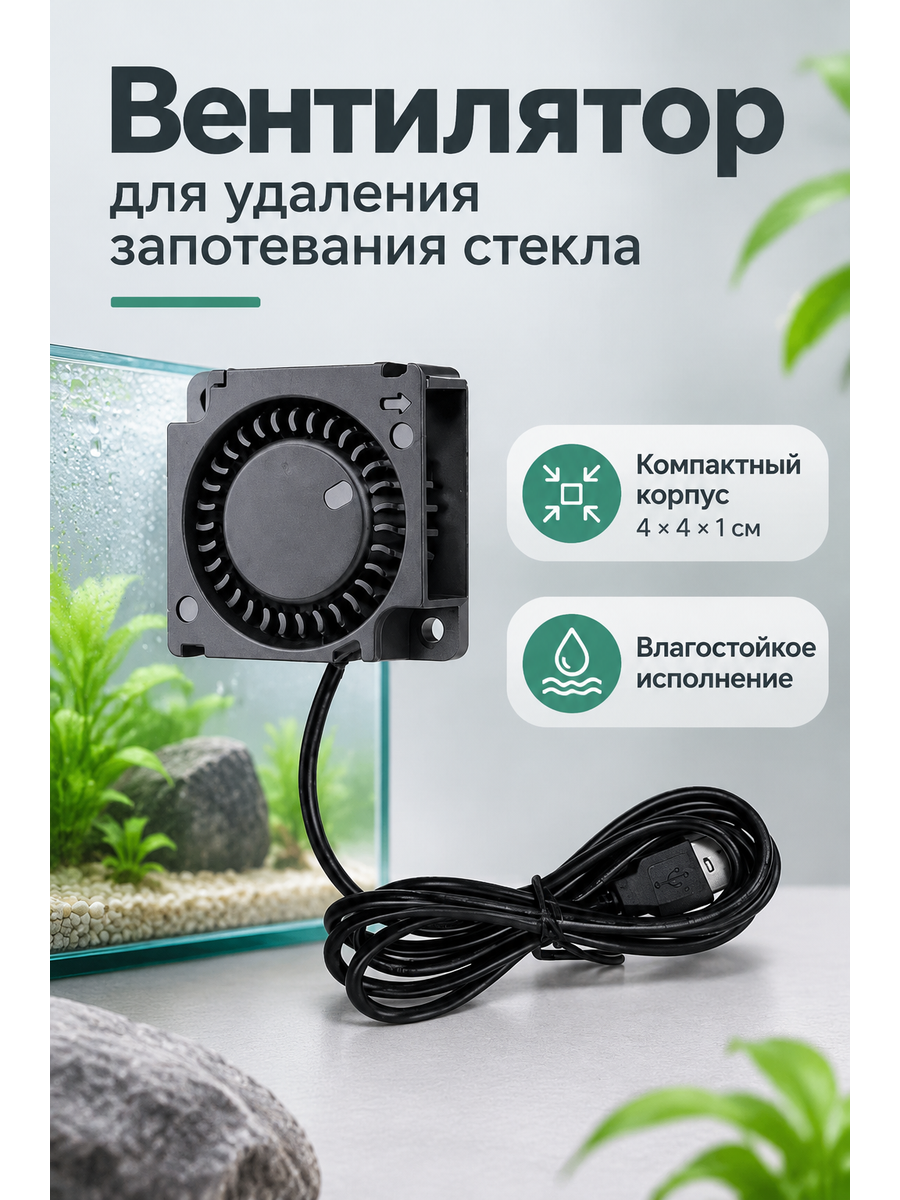 Вентилятор
для удаления
запотевания стекла
Компактный
корпус
4 × 4 × 1 см
Влагостойкое
исполнение